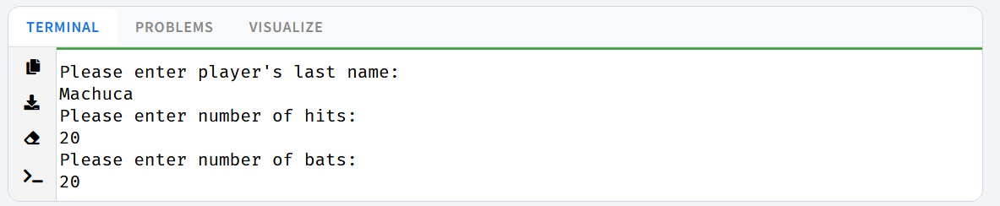 TERMINAL PROBLEMS VISUALIZE
Please enter player's last name:
Machuca
Please enter number of hits:
20
Please enter number of bats:
20